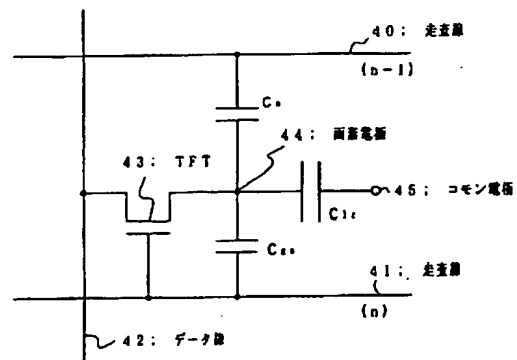 40; 走査線
(n-1)
Cs
44; 画素電極
43; TFT
45; コモン電極
Clc
Cgs
41; 走査線
(n)
42; データ線